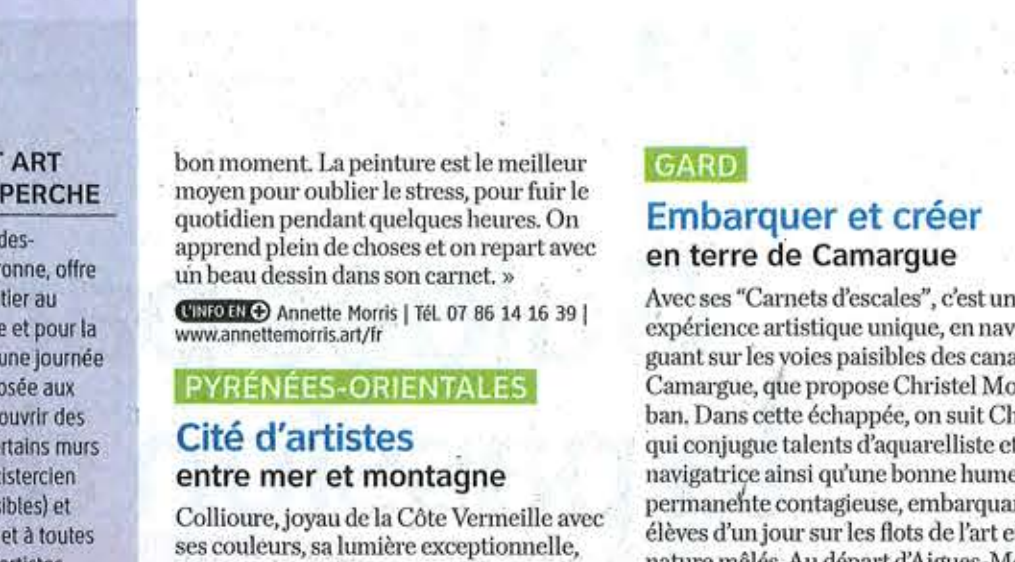 ART
PERCHE
des-
onne, offre
tier au
e et pour la
une journée
osée aux
ouvrir des
rtains murs
istercien
sibles) et
et à toutes
bon moment. La peinture est le meilleur
moyen pour oublier le stress, pour fuir le
quotidien pendant quelques heures. On
apprend plein de choses et on repart avec
un beau dessin dans son carnet. »
L'INFO EN + Annette Morris | Tél. 07 86 14 16 39 |
www.annettemorris.art/fr
PYRÉNÉES-ORIENTALES
Cité d'artistes
entre mer et montagne
Collioure, joyau de la Côte Vermeille avec
ses couleurs, sa lumière exceptionnelle,
GARD
Embarquer et créer
en terre de Camargue
Avec ses "Carnets d'escales", c'est un
expérience artistique unique, en nav
guant sur les voies paisibles des cana
Camargue, que propose Christel Mo
ban. Dans cette échappée, on suit Ch
qui conjugue talents d'aquarelliste et
navigatrice ainsi qu'une bonne hume
permanente contagieuse, embarquan
élèves d'un jour sur les flots de l'art e
nature mêlés. Au départ d'Aigues-M